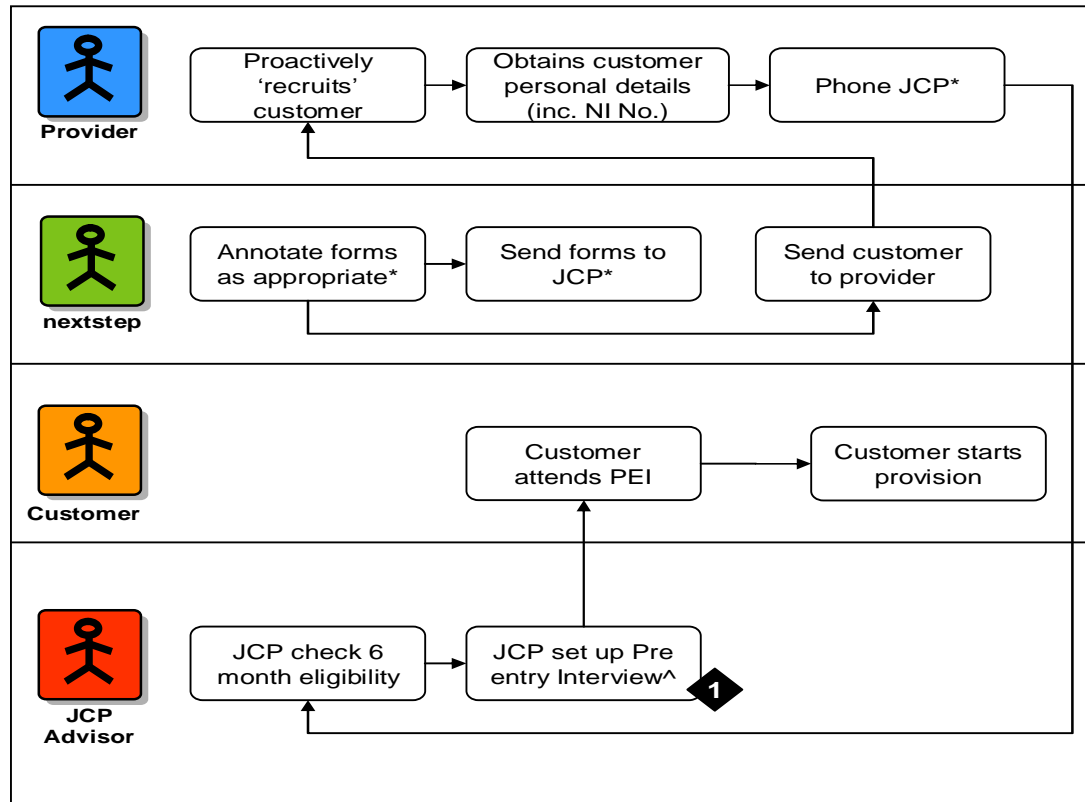 Provider
Proactively
‘recruits’
customer
Obtains customer
personal details
(inc. NI No.)
Phone JCP*
nextstep
Annotate forms
as appropriate*
Send forms to
JCP*
Send customer
to provider
Customer
Customer
attends PEI
Customer starts
provision
JCP
Advisor
JCP check 6
month eligibility
JCP set up Pre
entry Interview^
1